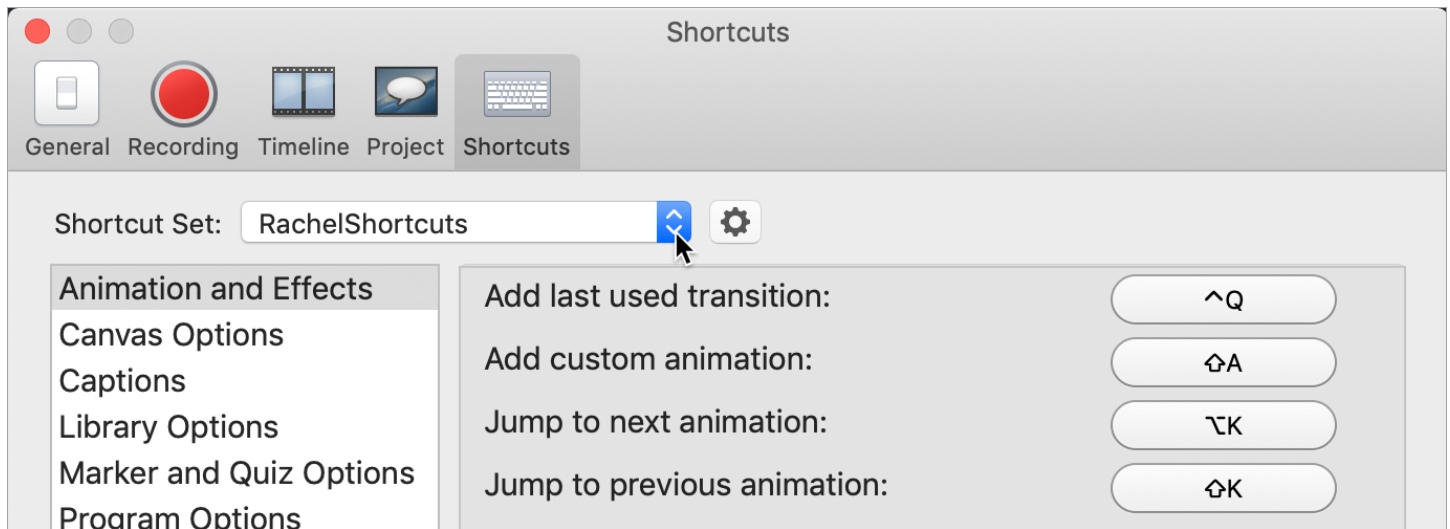 Shortcuts
General Recording Timeline Project Shortcuts
Shortcut Set: RachelShortcuts
Animation and Effects
Canvas Options
Captions
Library Options
Marker and Quiz Options
Program Options
Add last used transition: ^Q
Add custom animation: ⇧A
Jump to next animation: ⌥K
Jump to previous animation: ⇧K